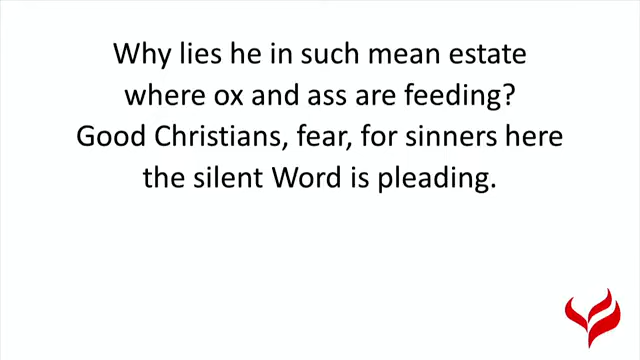 Why lies he in such mean estate
where ox and ass are feeding?
Good Christians, fear, for sinners here
the silent Word is pleading.